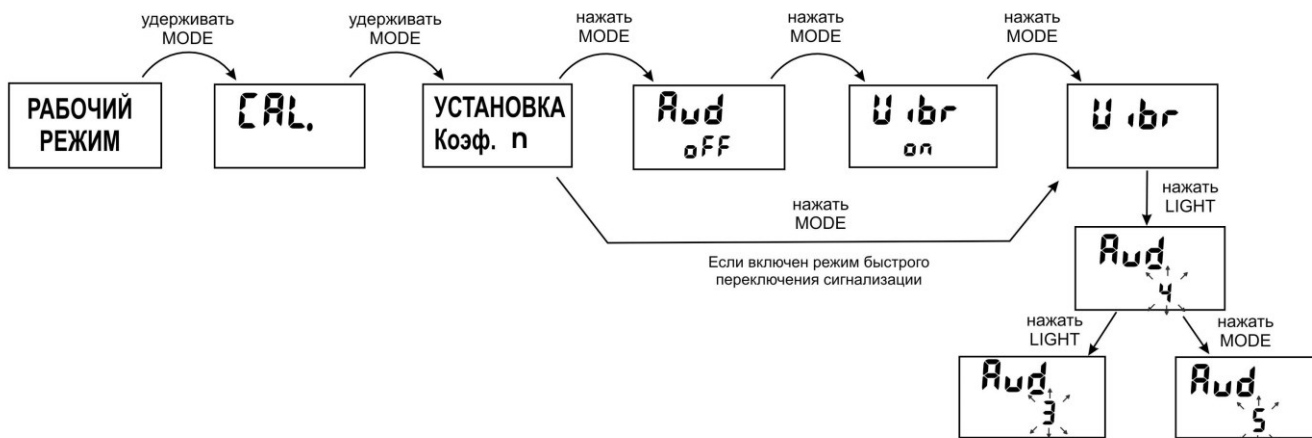 удерживать
MODE
удерживать
MODE
нажать
MODE
нажать
MODE
нажать
MODE
РАБОЧИЙ
РЕЖИМ
CAL.
УСТАНОВКА
Коэф. n
Aud
oFF
Vibr
on
Vibr
нажать
MODE
нажать
LIGHT
Если включен режим быстрого
переключения сигнализации
Aud
4
нажать
LIGHT
нажать
MODE
Aud
3
Aud
5